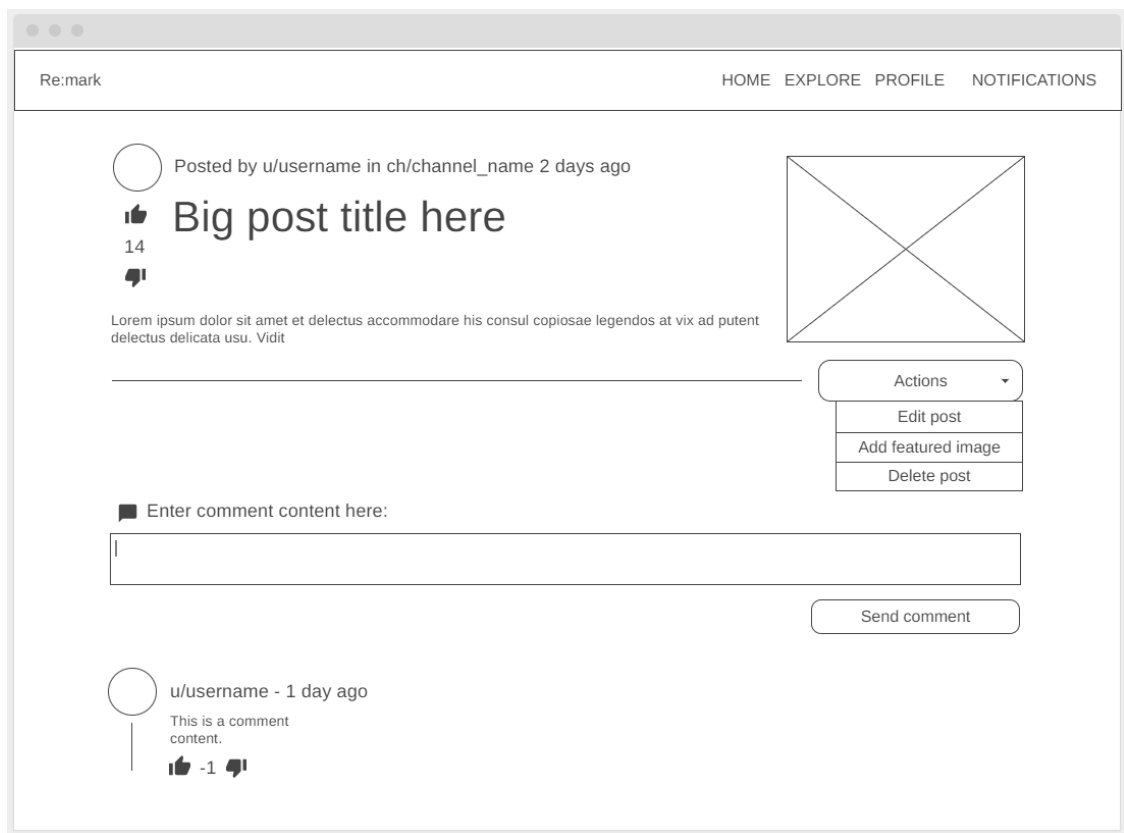 Re:mark
HOME EXPLORE PROFILE NOTIFICATIONS
Posted by u/username in ch/channel_name 2 days ago
Big post title here
14
Lorem ipsum dolor sit amet et delectus accommodare his consul copiosae legendos at vix ad putent
delectus delicata usu. Vidit
Actions
Edit post
Add featured image
Delete post
Enter comment content here:
Send comment
u/username - 1 day ago
This is a comment
content.
-1